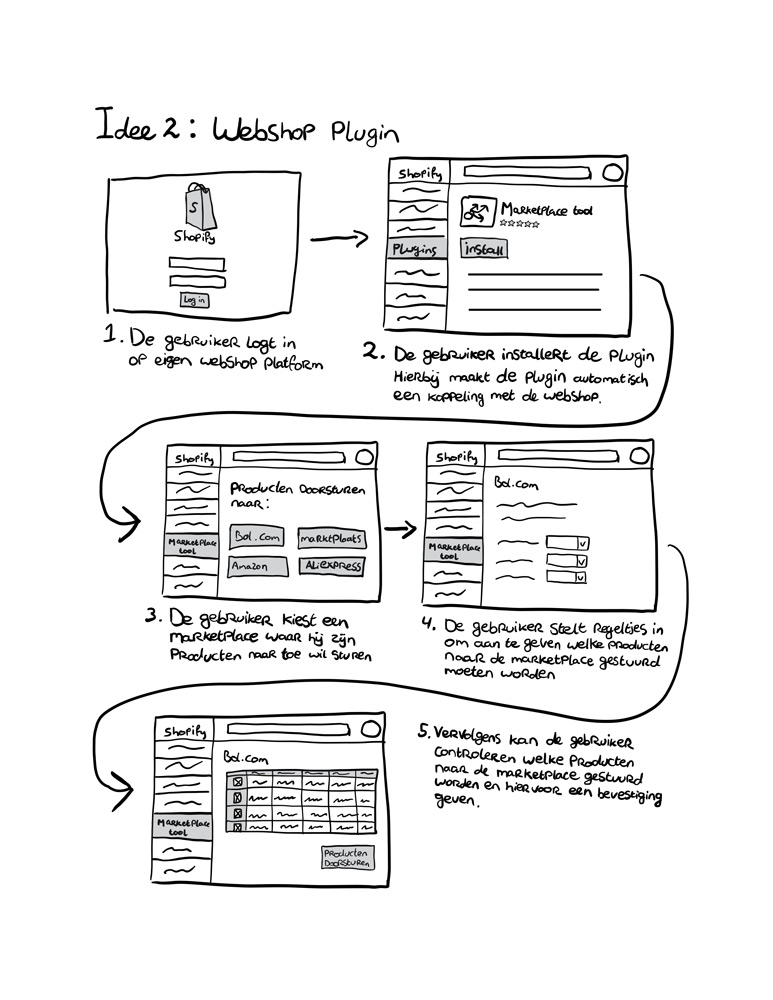 Idee 2: Webshop Plugin
S
Shopify
Log in
1. De gebruiker logt in
op eigen webshop platform
Shopify
Plugins
Marketplace tool
install
2. De gebruiker installert de plugin
Hierbij maakt de plugin automatisch
een koppeling met de webshop.
Shopify
Marketplace
tool
Producten doorsturen
naar:
Bol.com
marktplaats
Amazon
AliExpress
3. De gebruiker kiest een
marketplace waar hij zijn
producten naar toe wil sturen
Shopify
Marketplace
tool
Bol.com
4. De gebruiker stelt regeltjes in
om aan te geven welke producten
naar de marketplace gestuurd
moeten worden
Shopify
Marketplace
tool
Bol.com
Producten
doorsturen
5. Vervolgens kan de gebruiker
controleren welke producten
naar de marketplace gestuurd
worden en hiervoor een bevestiging
geven.